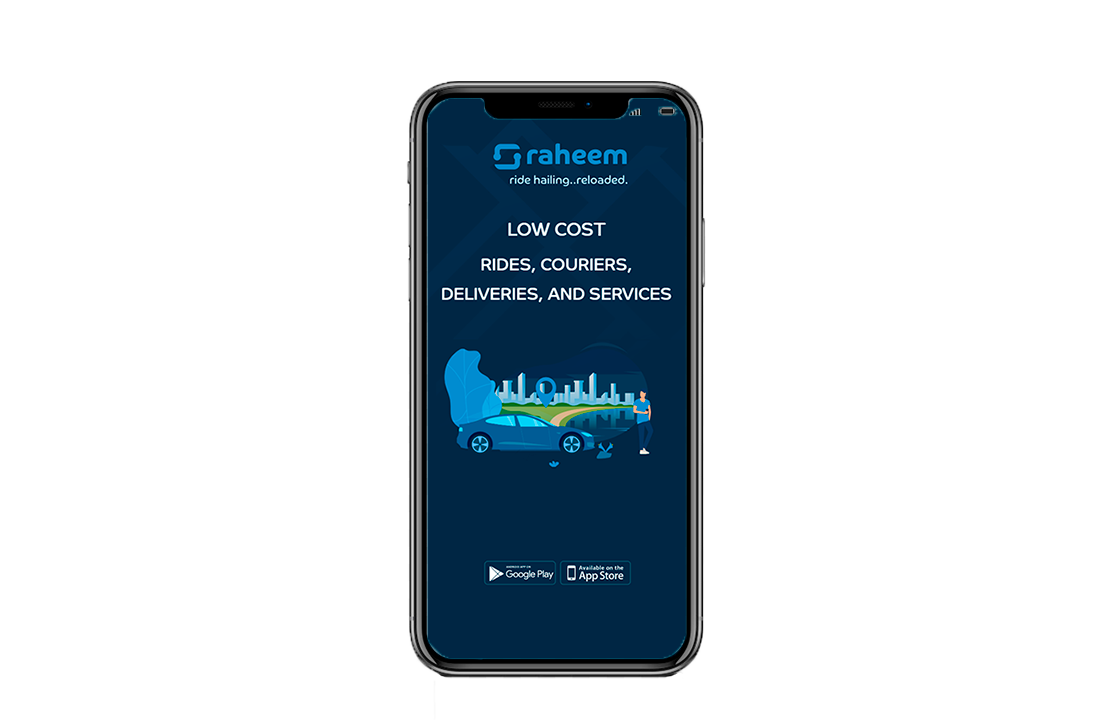 raheem
ride hailing..reloaded.
LOW COST
RIDES, COURIERS,
DELIVERIES, AND SERVICES
ANDROID APP ON
Google Play
Available on the
App Store